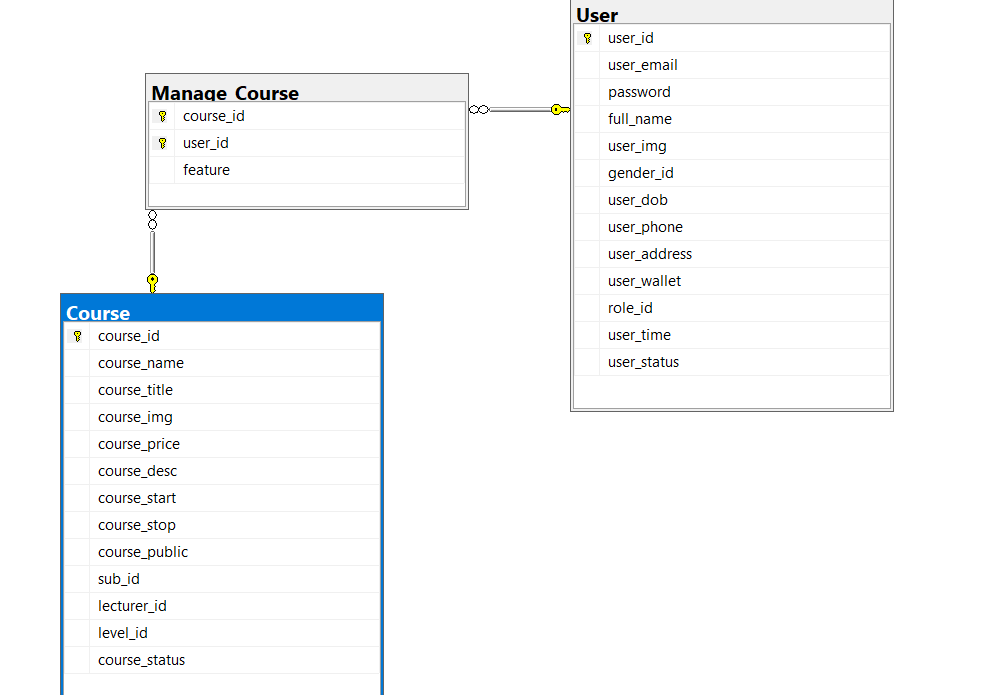 User
user_id
user_email
password
full_name
user_img
gender_id
user_dob
user_phone
user_address
user_wallet
role_id
user_time
user_status
Manage_Course
course_id
user_id
feature
Course
course_id
course_name
course_title
course_img
course_price
course_desc
course_start
course_stop
course_public
sub_id
lecturer_id
level_id
course_status